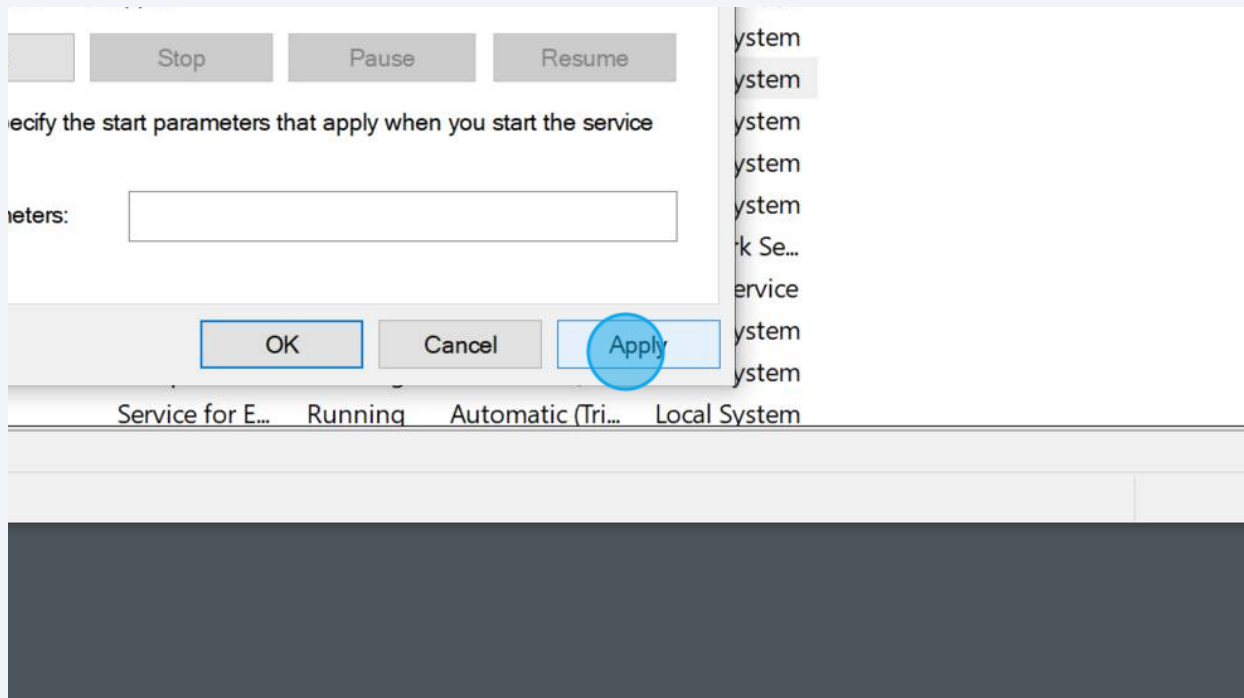 Stop Pause Resume
ystem
ystem
ecify the start parameters that apply when you start the service
ystem
ystem
neters:
ystem
rk Se...
ervice
OK Cancel Apply
ystem
ystem
Service for E... Running Automatic (Tri... Local System